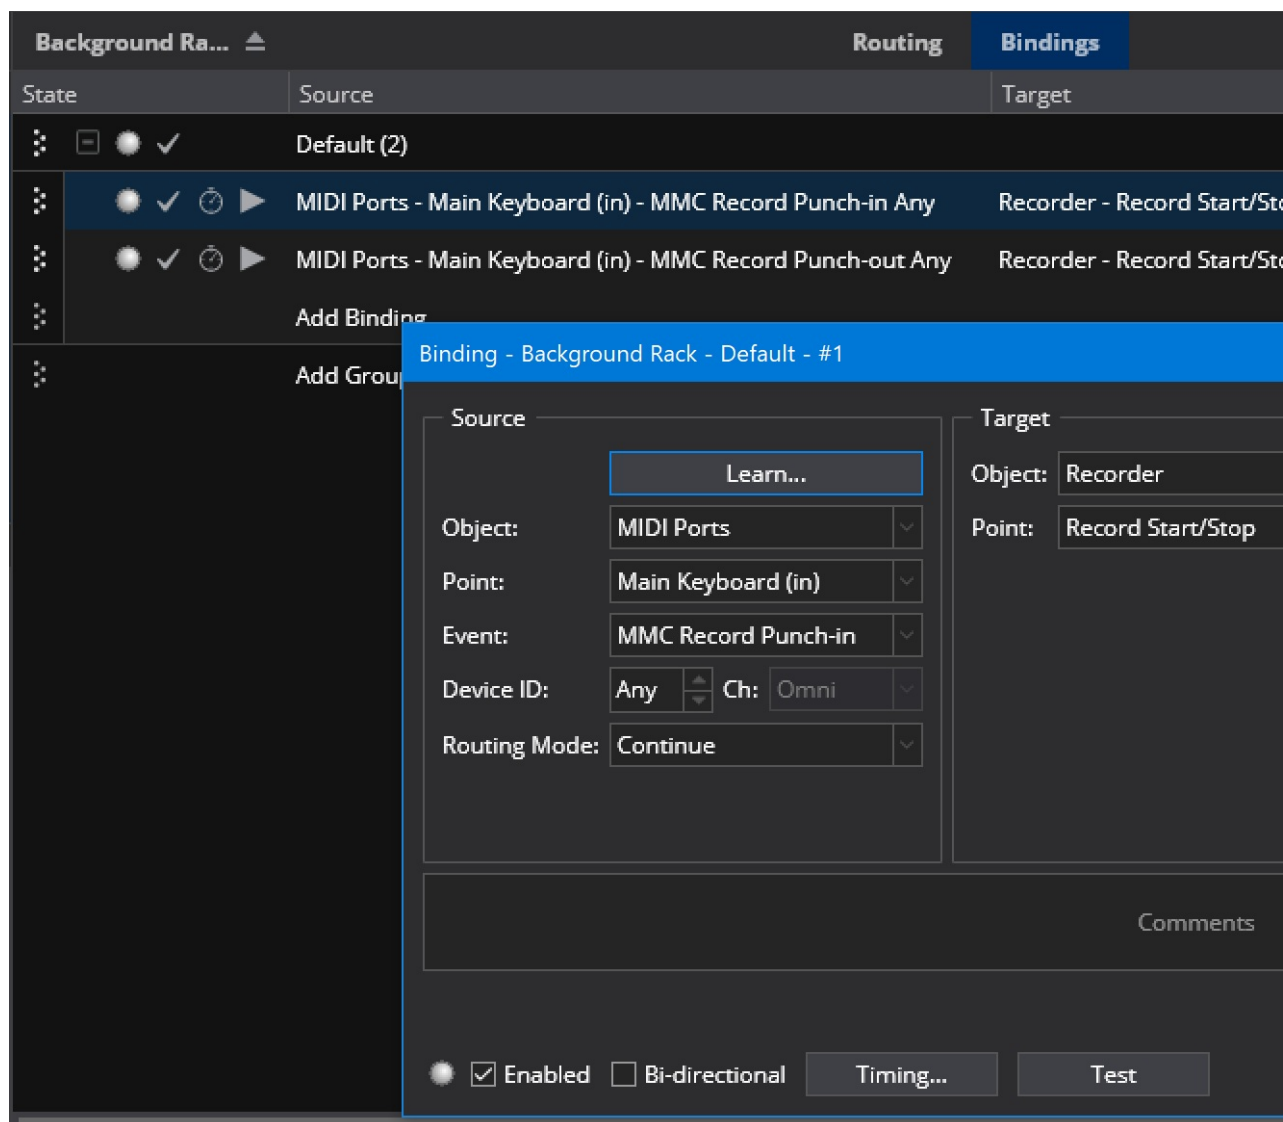 Background Ra... Routing Bindings
State Source Target
Default (2)
MIDI Ports - Main Keyboard (in) - MMC Record Punch-in Any Recorder - Record Start/Sto
MIDI Ports - Main Keyboard (in) - MMC Record Punch-out Any Recorder - Record Start/Sto
Add Binding
Add Group
Binding - Background Rack - Default - #1
Source Target
Learn... Object: Recorder
Object: MIDI Ports Point: Record Start/Stop
Point: Main Keyboard (in)
Event: MMC Record Punch-in
Device ID: Any Ch: Omni
Routing Mode: Continue
Comments
Enabled Bi-directional Timing... Test